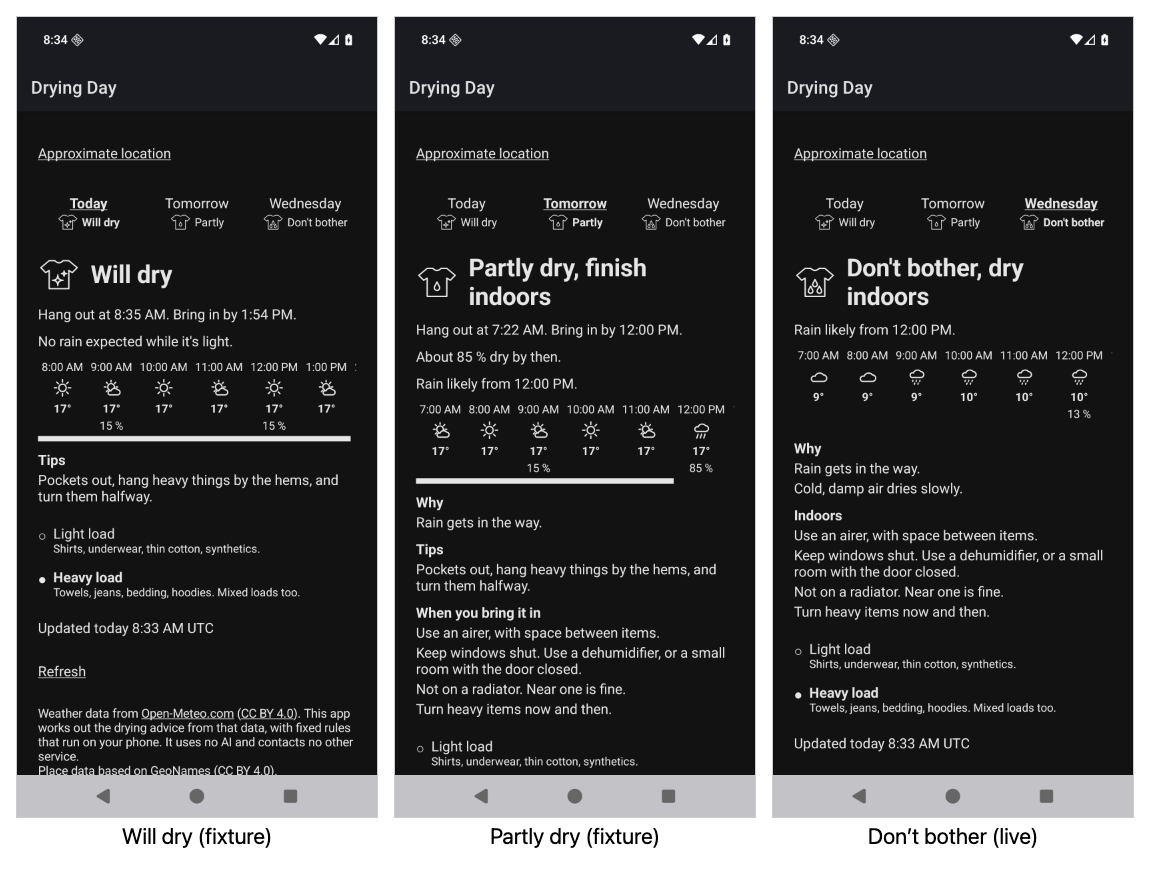 8:34
Drying Day
Approximate location
Today Tomorrow Wednesday
Will dry Partly Don't bother
Will dry
Hang out at 8:35 AM. Bring in by 1:54 PM.
No rain expected while it's light.
8:00 AM 9:00 AM 10:00 AM 11:00 AM 12:00 PM 1:00 PM
17° 17° 17° 17° 17° 17°
15 % 15 %
Tips
Pockets out, hang heavy things by the hems, and
turn them halfway.
Light load
Shirts, underwear, thin cotton, synthetics.
Heavy load
Towels, jeans, bedding, hoodies. Mixed loads too.
Updated today 8:33 AM UTC
Refresh
Weather data from Open-Meteo.com (CC BY 4.0). This app
works out the drying advice from that data, with fixed rules
that run on your phone. It uses no AI and contacts no other
service.
Place data based on GeoNames (CC BY 4.0).
Will dry (fixture)
8:34
Drying Day
Approximate location
Today Tomorrow Wednesday
Will dry Partly Don't bother
Partly dry, finish
indoors
Hang out at 7:22 AM. Bring in by 12:00 PM.
About 85 % dry by then.
Rain likely from 12:00 PM.
7:00 AM 8:00 AM 9:00 AM 10:00 AM 11:00 AM 12:00 PM
17° 17° 17° 17° 17° 17°
15 % 85 %
Why
Rain gets in the way.
Tips
Pockets out, hang heavy things by the hems, and
turn them halfway.
When you bring it in
Use an airer, with space between items.
Keep windows shut. Use a dehumidifier, or a small
room with the door closed.
Not on a radiator. Near one is fine.
Turn heavy items now and then.
Light load
Shirts, underwear, thin cotton, synthetics.
Partly dry (fixture)
8:34
Drying Day
Approximate location
Today Tomorrow Wednesday
Will dry Partly Don't bother
Don't bother, dry
indoors
Rain likely from 12:00 PM.
7:00 AM 8:00 AM 9:00 AM 10:00 AM 11:00 AM 12:00 PM
9° 9° 9° 10° 10° 10°
13 %
Why
Rain gets in the way.
Cold, damp air dries slowly.
Indoors
Use an airer, with space between items.
Keep windows shut. Use a dehumidifier, or a small
room with the door closed.
Not on a radiator. Near one is fine.
Turn heavy items now and then.
Light load
Shirts, underwear, thin cotton, synthetics.
Heavy load
Towels, jeans, bedding, hoodies. Mixed loads too.
Updated today 8:33 AM UTC
Don't bother (live)